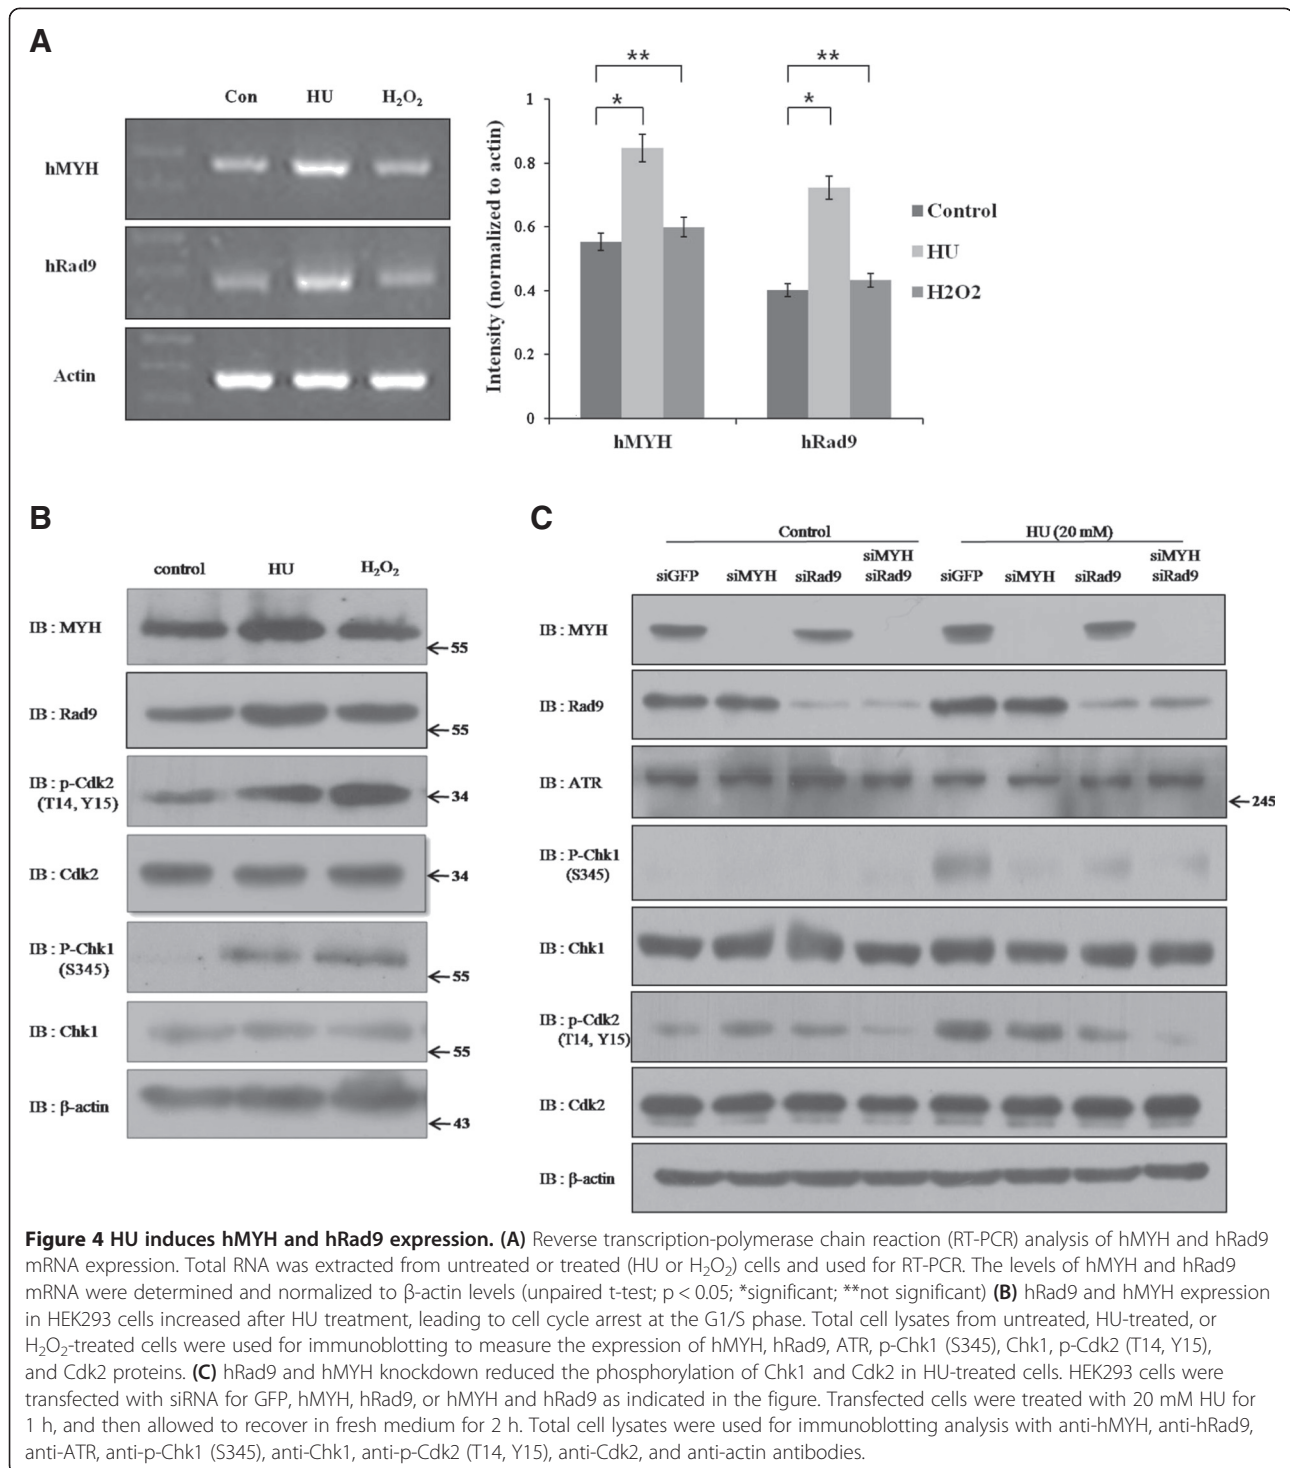 A
Con HU H₂O₂
hMYH
hRad9
Actin
** **
* *
Intensity (normalized to actin)
1
0.8
0.6
0.4
0.2
0
hMYH hRad9
Control
HU
H2O2
B
control HU H₂O₂
IB : MYH
55
IB : Rad9
55
IB : p-Cdk2
(T14, Y15)
34
IB : Cdk2
34
IB : P-Chk1
(S345)
55
IB : Chk1
55
IB : β-actin
43
C
Control HU (20 mM)
siGFP siMYH siRad9 siMYH siRad9 siGFP siMYH siRad9 siMYH siRad9
IB : MYH
IB : Rad9
IB : ATR
245
IB : P-Chk1
(S345)
IB : Chk1
IB : p-Cdk2
(T14, Y15)
IB : Cdk2
IB : β-actin
Figure 4 HU induces hMYH and hRad9 expression. (A) Reverse transcription-polymerase chain reaction (RT-PCR) analysis of hMYH and hRad9
mRNA expression. Total RNA was extracted from untreated or treated (HU or H₂O₂) cells and used for RT-PCR. The levels of hMYH and hRad9
mRNA were determined and normalized to β-actin levels (unpaired t-test; p < 0.05; *significant; **not significant) (B) hRad9 and hMYH expression
in HEK293 cells increased after HU treatment, leading to cell cycle arrest at the G1/S phase. Total cell lysates from untreated, HU-treated, or
H₂O₂-treated cells were used for immunoblotting to measure the expression of hMYH, hRad9, ATR, p-Chk1 (S345), Chk1, p-Cdk2 (T14, Y15),
and Cdk2 proteins. (C) hRad9 and hMYH knockdown reduced the phosphorylation of Chk1 and Cdk2 in HU-treated cells. HEK293 cells were
transfected with siRNA for GFP, hMYH, hRad9, or hMYH and hRad9 as indicated in the figure. Transfected cells were treated with 20 mM HU for
1 h, and then allowed to recover in fresh medium for 2 h. Total cell lysates were used for immunoblotting analysis with anti-hMYH, anti-hRad9,
anti-ATR, anti-p-Chk1 (S345), anti-Chk1, anti-p-Cdk2 (T14, Y15), anti-Cdk2, and anti-actin antibodies.